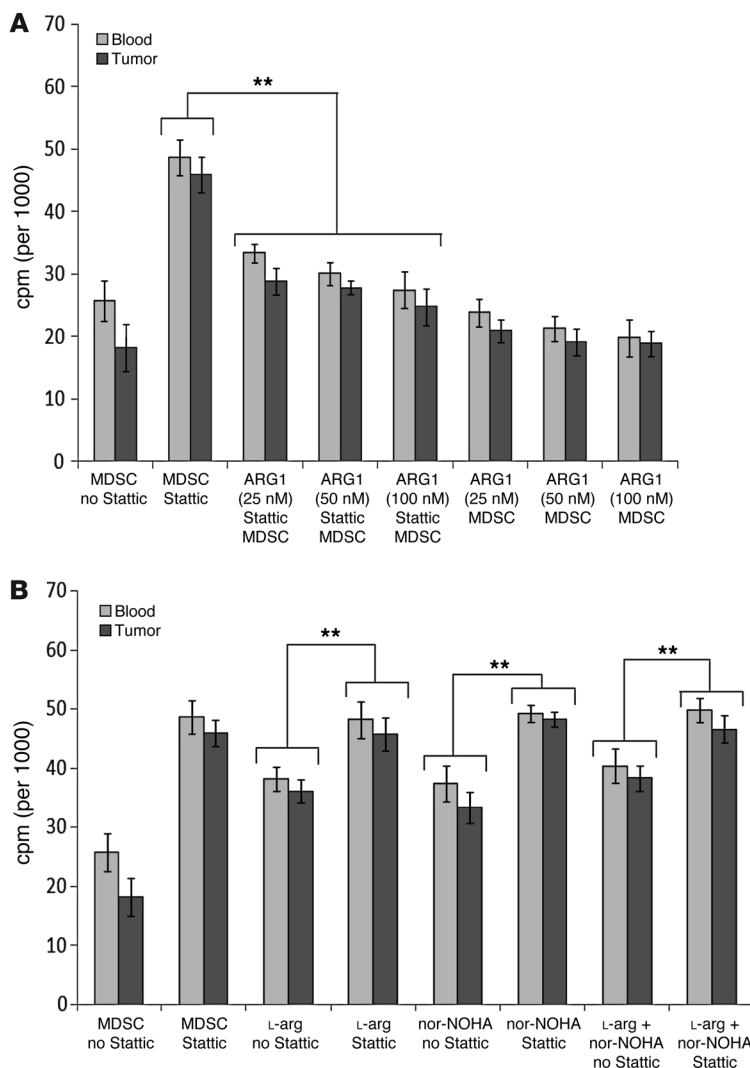 A
70
60
50
40
30
20
10
0
cpm (per 1000)
Blood
Tumor
**
MDSC
no Stattic
MDSC
Stattic
ARG1
(25 nM)
Stattic
MDSC
ARG1
(50 nM)
Stattic
MDSC
ARG1
(100 nM)
Stattic
MDSC
ARG1
(25 nM)
MDSC
ARG1
(50 nM)
MDSC
ARG1
(100 nM)
MDSC
B
70
60
50
40
30
20
10
0
cpm (per 1000)
Blood
Tumor
**
**
**
MDSC
no Stattic
MDSC
Stattic
L-arg
no Stattic
L-arg
Stattic
nor-NOHA
no Stattic
nor-NOHA
Stattic
L-arg +
nor-NOHA
no Stattic
L-arg +
nor-NOHA
Stattic